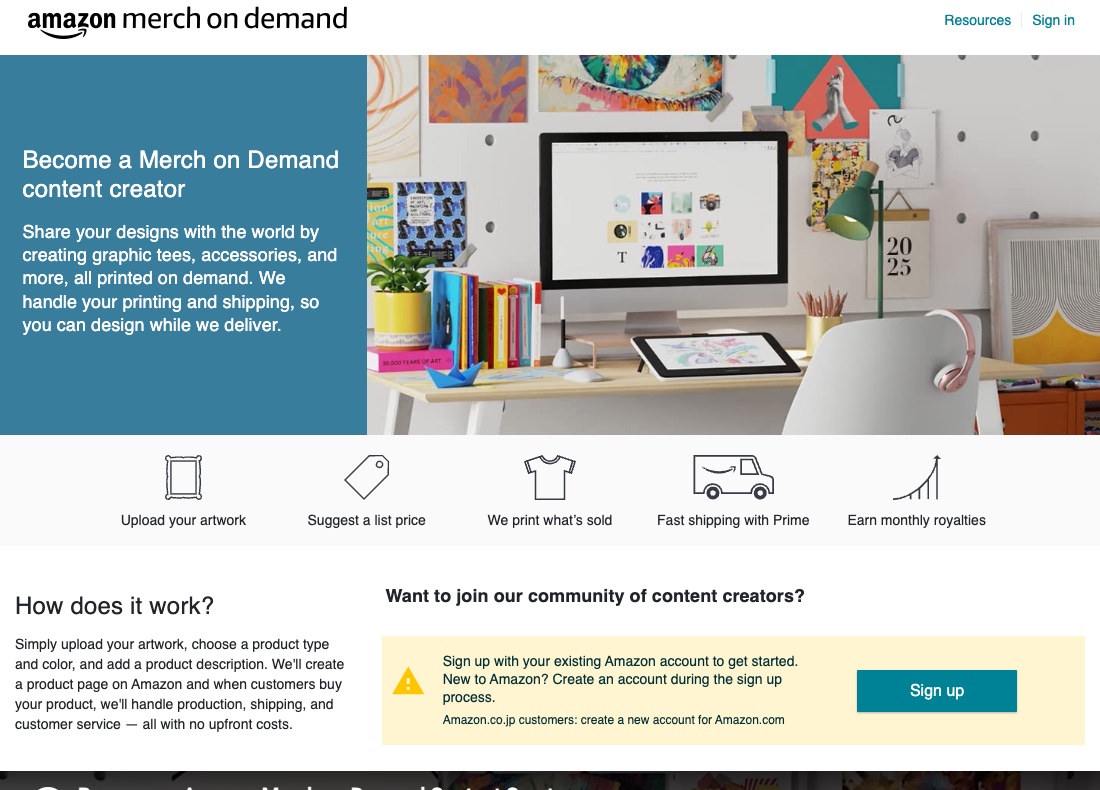 amazon merch on demand
Resources
Sign in
Become a Merch on Demand
content creator
Share your designs with the world by
creating graphic tees, accessories, and
more, all printed on demand. We
handle your printing and shipping, so
you can design while we deliver.
T
20
25
Upload your artwork
Suggest a list price
We print what's sold
Fast shipping with Prime
Earn monthly royalties
How does it work?
Simply upload your artwork, choose a product type
and color, and add a product description. We'll create
a product page on Amazon and when customers buy
your product, we'll handle production, shipping, and
customer service — all with no upfront costs.
Want to join our community of content creators?
Sign up with your existing Amazon account to get started.
New to Amazon? Create an account during the sign up
process.
Amazon.co.jp customers: create a new account for Amazon.com
Sign up